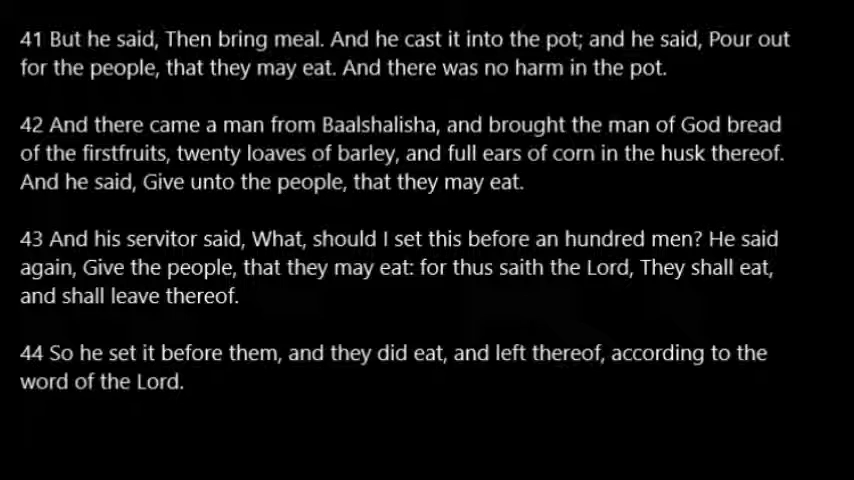 41 But he said, Then bring meal. And he cast it into the pot; and he said, Pour out
for the people, that they may eat. And there was no harm in the pot.
42 And there came a man from Baalshalisha, and brought the man of God bread
of the firstfruits, twenty loaves of barley, and full ears of corn in the husk thereof.
And he said, Give unto the people, that they may eat.
43 And his servitor said, What, should I set this before an hundred men? He said
again, Give the people, that they may eat: for thus saith the Lord, They shall eat,
and shall leave thereof.
44 So he set it before them, and they did eat, and left thereof, according to the
word of the Lord.